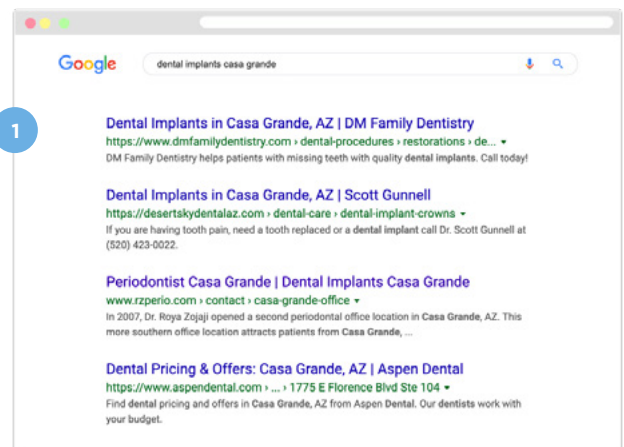 Google
dental implants casa grande
1
Dental Implants in Casa Grande, AZ | DM Family Dentistry
https://www.dmfamilydentistry.com › dental-procedures › restorations › de...
DM Family Dentistry helps patients with missing teeth with quality dental implants. Call today!
Dental Implants in Casa Grande, AZ | Scott Gunnell
https://desertskydentalaz.com › dental-care › dental-implant-crowns
If you are having tooth pain, need a tooth replaced or a dental implant call Dr. Scott Gunnell at
(520) 423-0022.
Periodontist Casa Grande | Dental Implants Casa Grande
www.rzperio.com › contact › casa-grande-office
In 2007, Dr. Roya Zojaji opened a second periodontal office location in Casa Grande, AZ. This
more southern office location attracts patients from Casa Grande, ...
Dental Pricing & Offers: Casa Grande, AZ | Aspen Dental
https://www.aspendental.com › ... › 1775 E Florence Blvd Ste 104
Find dental pricing and offers in Casa Grande, AZ from Aspen Dental. Our dentists work with
your budget.